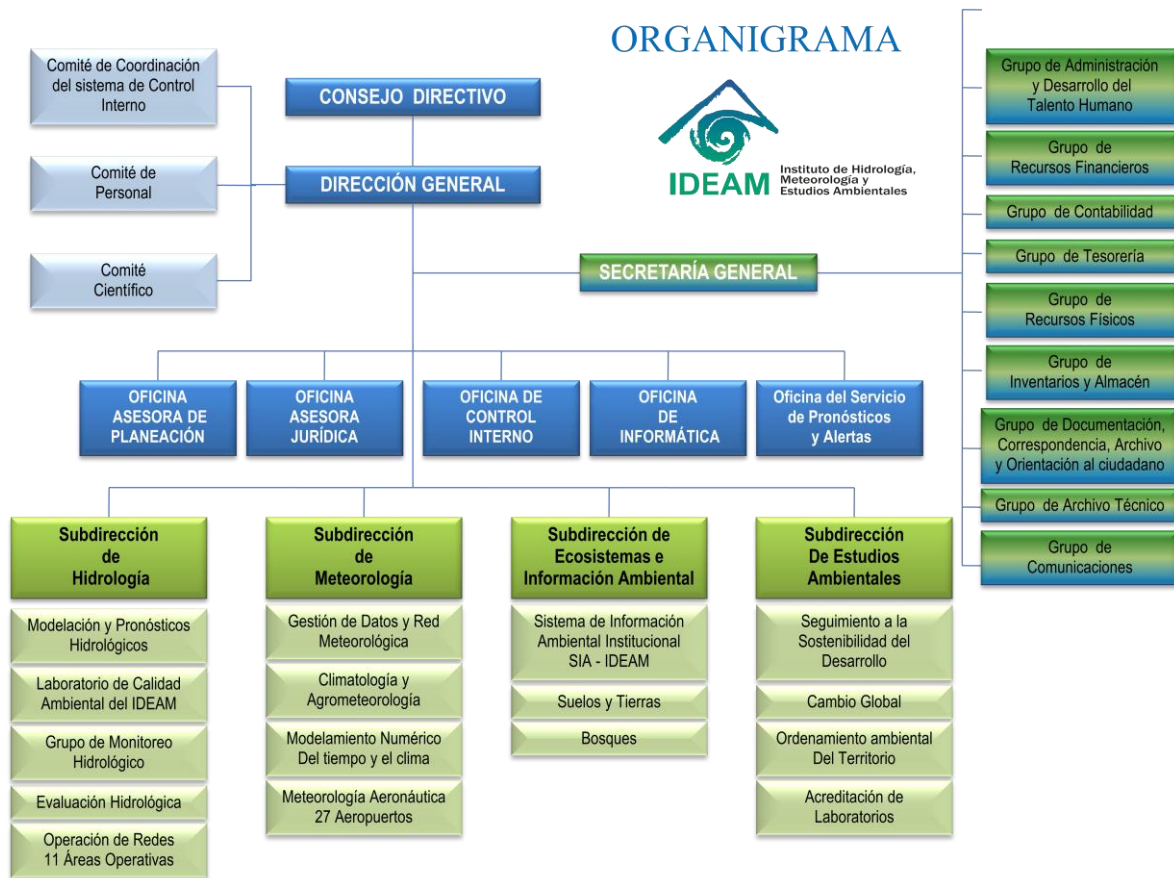 ORGANIGRAMA
IDEAM
Instituto de Hidrología,
Meteorología y
Estudios Ambientales
Comité de Coordinación
del sistema de Control
Interno
Comité de
Personal
Comité
Científico
CONSEJO DIRECTIVO
DIRECCIÓN GENERAL
SECRETARÍA GENERAL
Grupo de Administración
y Desarrollo del
Talento Humano
Grupo de
Recursos Financieros
Grupo de Contabilidad
Grupo de Tesorería
Grupo de
Recursos Físicos
Grupo de
Inventarios y Almacén
Grupo de Documentación,
Correspondencia, Archivo
y Orientación al ciudadano
Grupo de Archivo Técnico
Grupo de
Comunicaciones
OFICINA
ASESORA DE
PLANEACIÓN
OFICINA
ASESORA
JURÍDICA
OFICINA DE
CONTROL
INTERNO
OFICINA
DE
INFORMÁTICA
Oficina del Servicio
de Pronósticos
y Alertas
Subdirección
de
Hidrología
Modelación y Pronósticos
Hidrológicos
Laboratorio de Calidad
Ambiental del IDEAM
Grupo de Monitoreo
Hidrológico
Evaluación Hidrológica
Operación de Redes
11 Áreas Operativas
Subdirección
de
Meteorología
Gestión de Datos y Red
Meteorológica
Climatología y
Agrometeorología
Modelamiento Numérico
Del tiempo y el clima
Meteorología Aeronáutica
27 Aeropuertos
Subdirección de
Ecosistemas e
Información Ambiental
Sistema de Información
Ambiental Institucional
SIA - IDEAM
Suelos y Tierras
Bosques
Subdirección
De Estudios
Ambientales
Seguimiento a la
Sostenibilidad del
Desarrollo
Cambio Global
Ordenamiento ambiental
Del Territorio
Acreditación de
Laboratorios